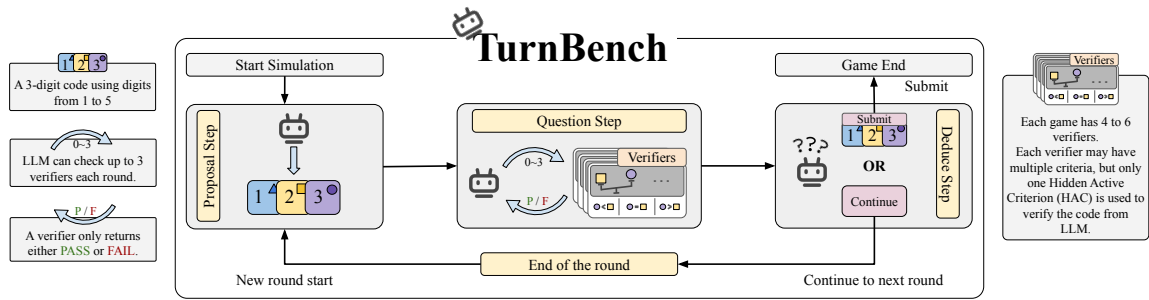 TurnBench
1 2 3
A 3-digit code using digits
from 1 to 5
0~3
LLM can check up to 3
verifiers each round.
P / F
A verifier only returns
either PASS or FAIL.
Start Simulation
Proposal Step
1 2 3
New round start
Question Step
0~3
P / F
Verifiers
...
<
=
>
End of the round
Game End
Submit
Submit
1 2 3
???
OR
Continue
Deduce Step
Continue to next round
Verifiers
...
<
=
>
Each game has 4 to 6
verifiers.
Each verifier may have
multiple criteria, but only
one Hidden Active
Criterion (HAC) is used to
verify the code from
LLM.